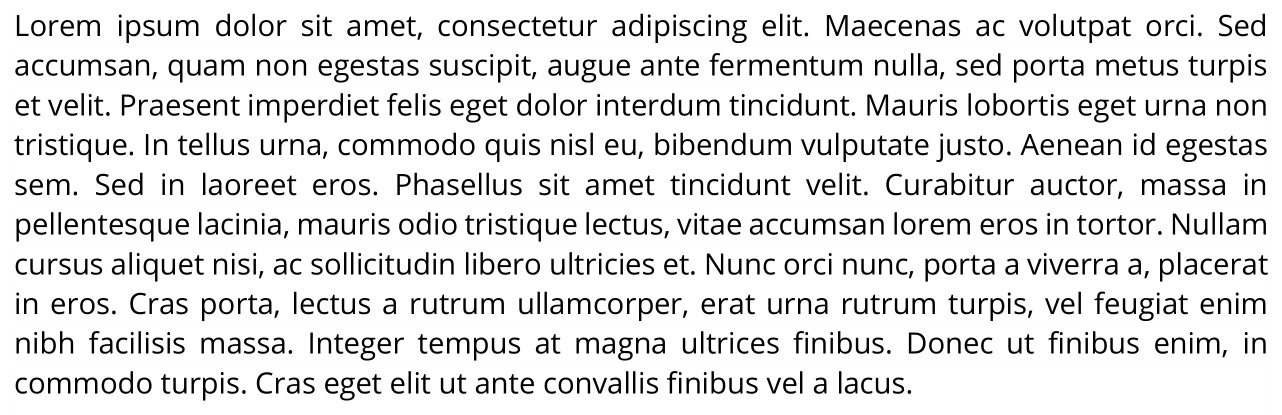 Lorem ipsum dolor sit amet, consectetur adipiscing elit. Maecenas ac volutpat orci. Sed
accumsan, quam non egestas suscipit, augue ante fermentum nulla, sed porta metus turpis
et velit. Praesent imperdiet felis eget dolor interdum tincidunt. Mauris lobortis eget urna non
tristique. In tellus urna, commodo quis nisl eu, bibendum vulputate justo. Aenean id egestas
sem. Sed in laoreet eros. Phasellus sit amet tincidunt velit. Curabitur auctor, massa in
pellentesque lacinia, mauris odio tristique lectus, vitae accumsan lorem eros in tortor. Nullam
cursus aliquet nisi, ac sollicitudin libero ultricies et. Nunc orci nunc, porta a viverra a, placerat
in eros. Cras porta, lectus a rutrum ullamcorper, erat urna rutrum turpis, vel feugiat enim
nibh facilisis massa. Integer tempus at magna ultrices finibus. Donec ut finibus enim, in
commodo turpis. Cras eget elit ut ante convallis finibus vel a lacus.